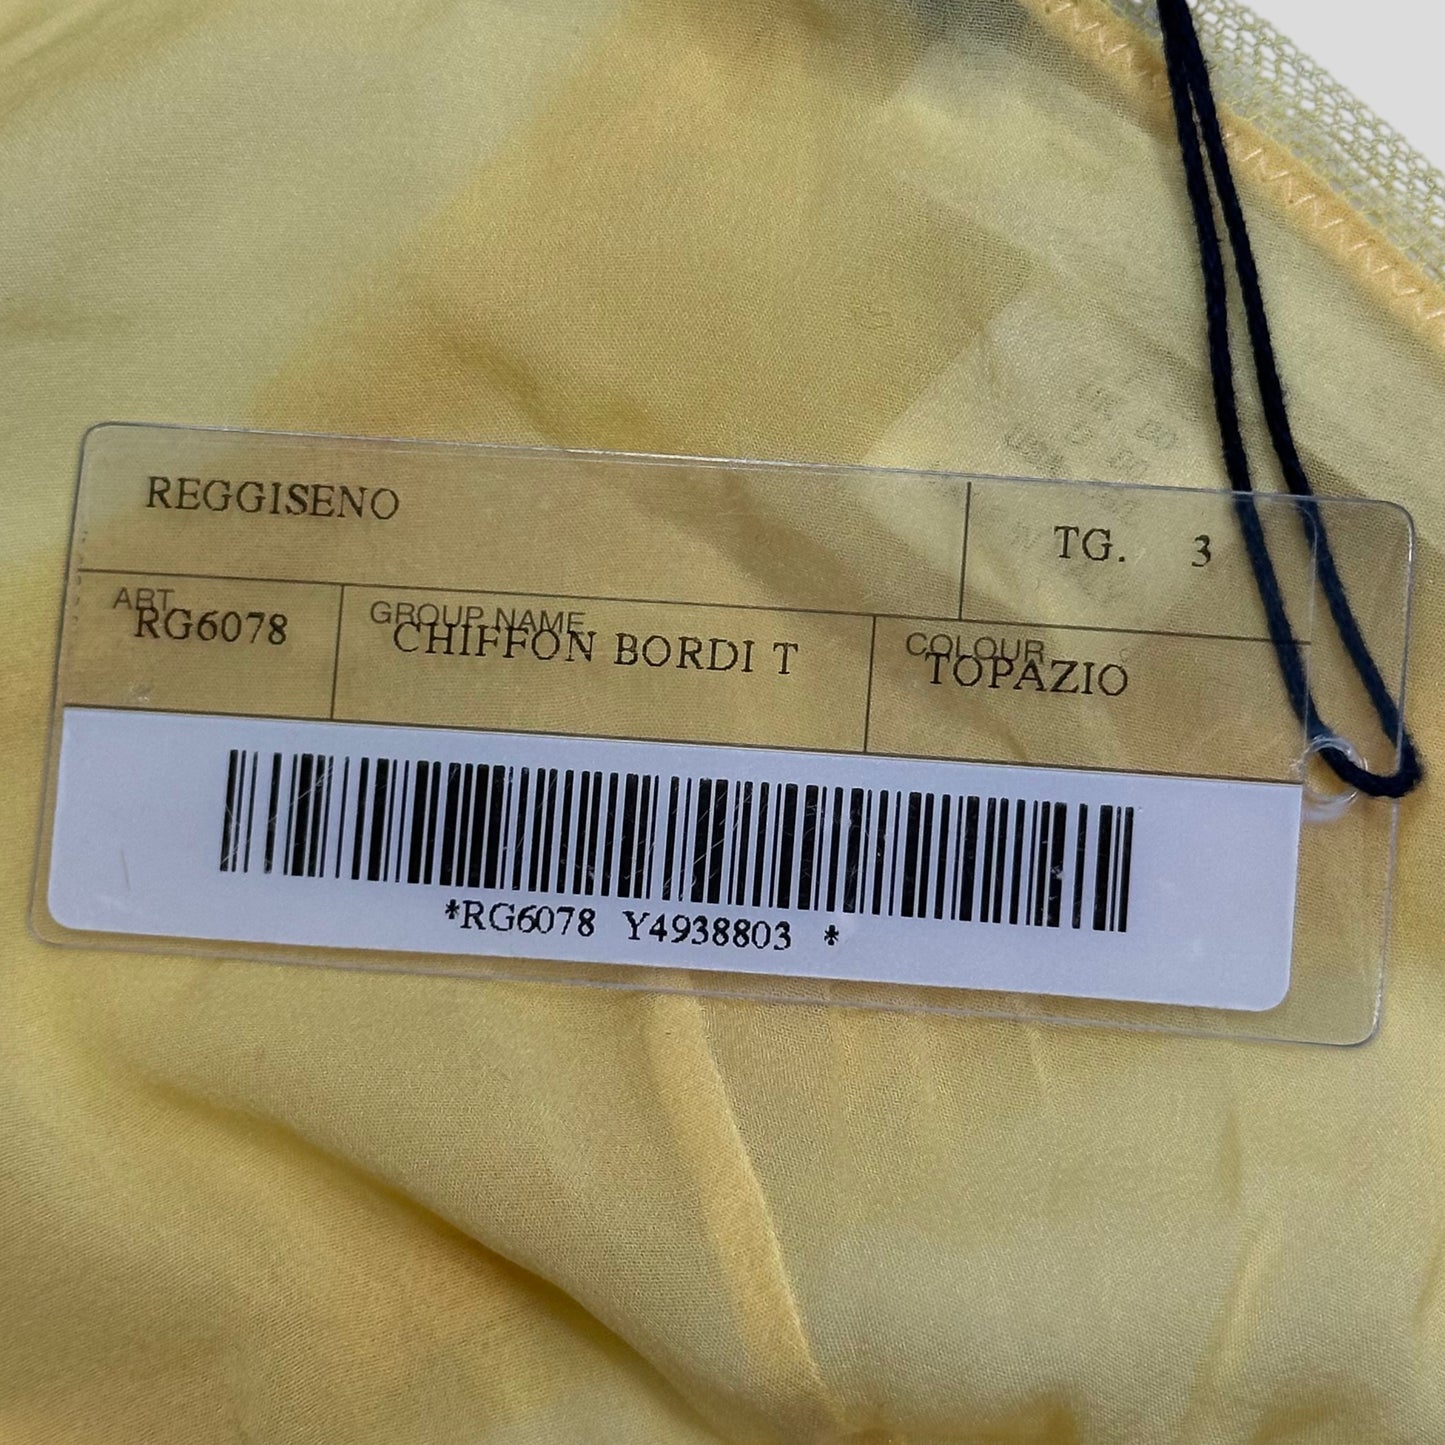 REGGISENO
TG. 3
ART.
RG6078
GROUP NAME
CHIFFON BORDI T
COLOUR
TOPAZIO
*RG6078 Y4938803 *